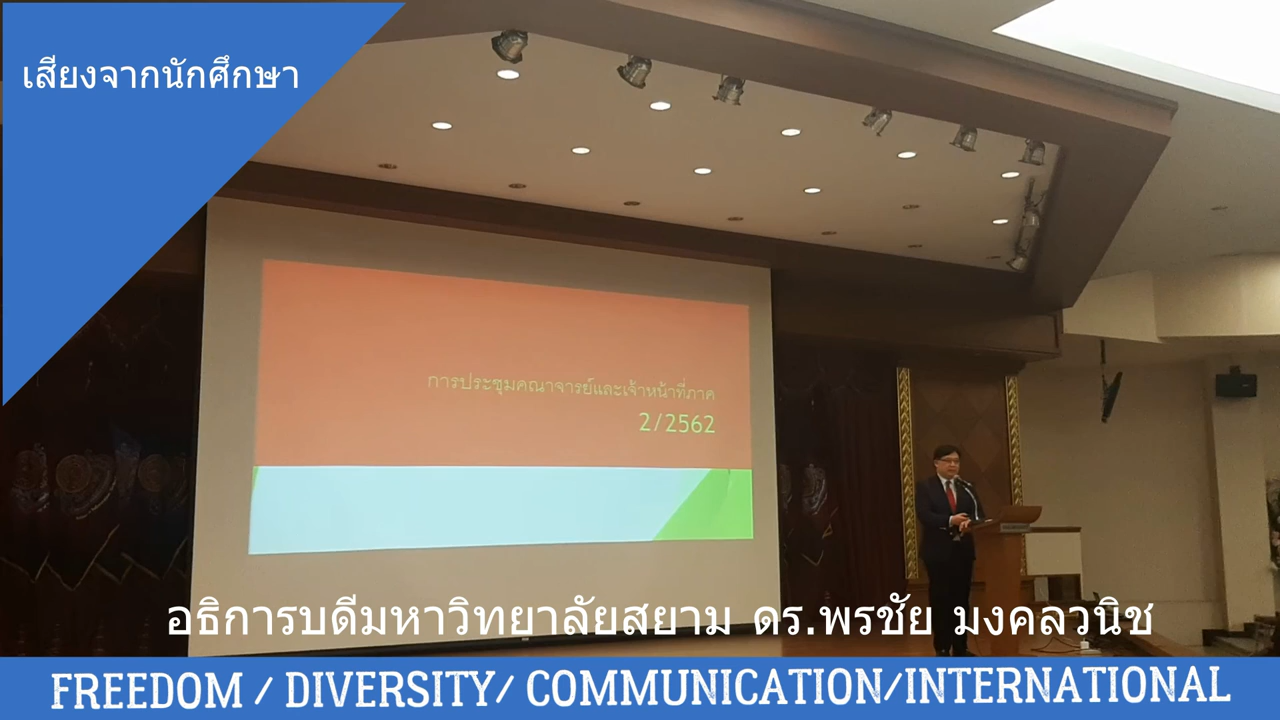 เสียงจากนักศึกษา
การประชุมคณาจารย์และเจ้าหน้าที่ภาค
2/2562
อธิการบดีมหาวิทยาลัยสยาม ดร.พรชัย มงคลวนิช
FREEDOM / DIVERSITY/ COMMUNICATION/INTERNATIONAL